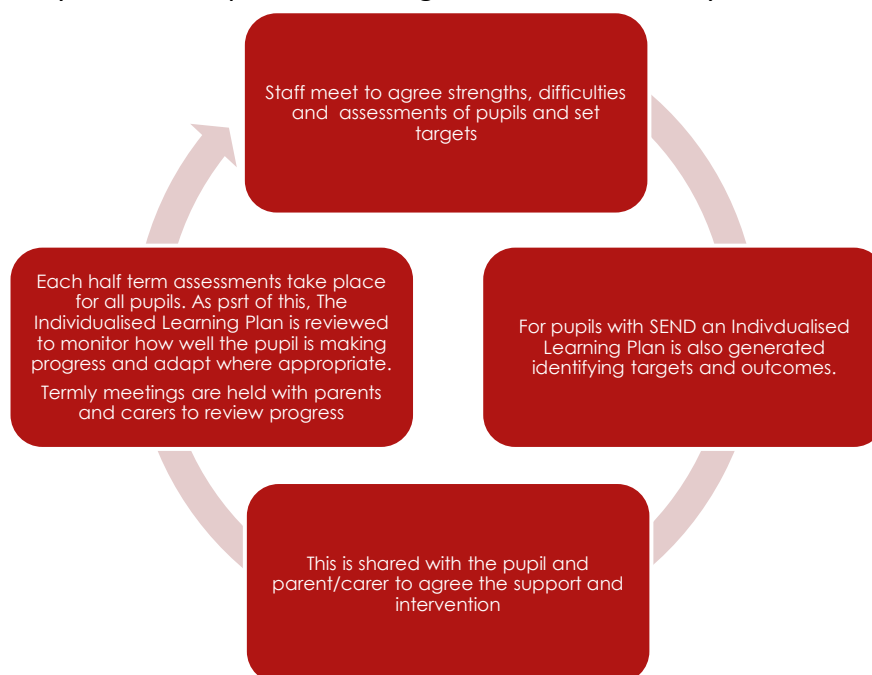 Staff meet to agree strengths, difficulties
and assessments of pupils and set
targets
For pupils with SEND an Indivdualised
Learning Plan is also generated
identifying targets and outcomes.
This is shared with the pupil and
parent/carer to agree the support and
intervention
Each half term assessments take place
for all pupils. As psrt of this, The
Individualised Learning Plan is reviewed
to monitor how well the pupil is making
progress and adapt where appropriate.
Termly meetings are held with parents
and carers to review progress